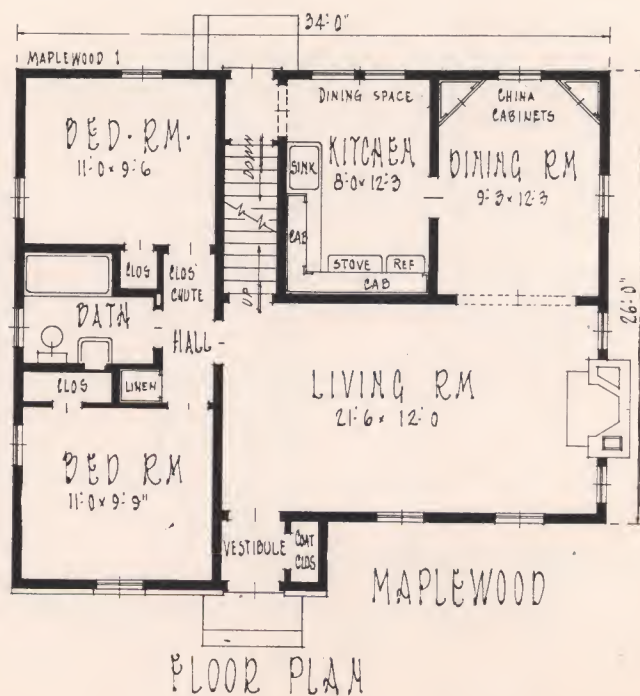 34'-0"
MAPLEWOOD 1
BED. RM.
11'-0 x 9'-6
DOWN
DINING SPACE
SINK
KITCHEN
8'-0 x 12'-3
CHINA
CABINETS
DINING RM
9'-3 x 12'-3
CAB
STOVE
REF
CAB
CLOS
CLOS'
CHUTE
UP
26'-0"
BATH
HALL
CLOS
LINEN
LIVING RM
21'-6 x 12'-0
BED RM
11'-0 x 9'-9"
VESTIBULE
COAT
CLOS
MAPLEWOOD
FLOOR PLAN